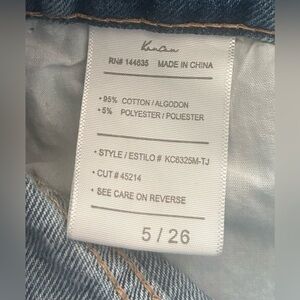 KanCan
RN# 144635 MADE IN CHINA
• 95% COTTON / ALGODON
• 5% POLYESTER / POLIESTER
• STYLE / ESTILO # KC6325M-TJ
• CUT # 45214
• SEE CARE ON REVERSE
5 / 26